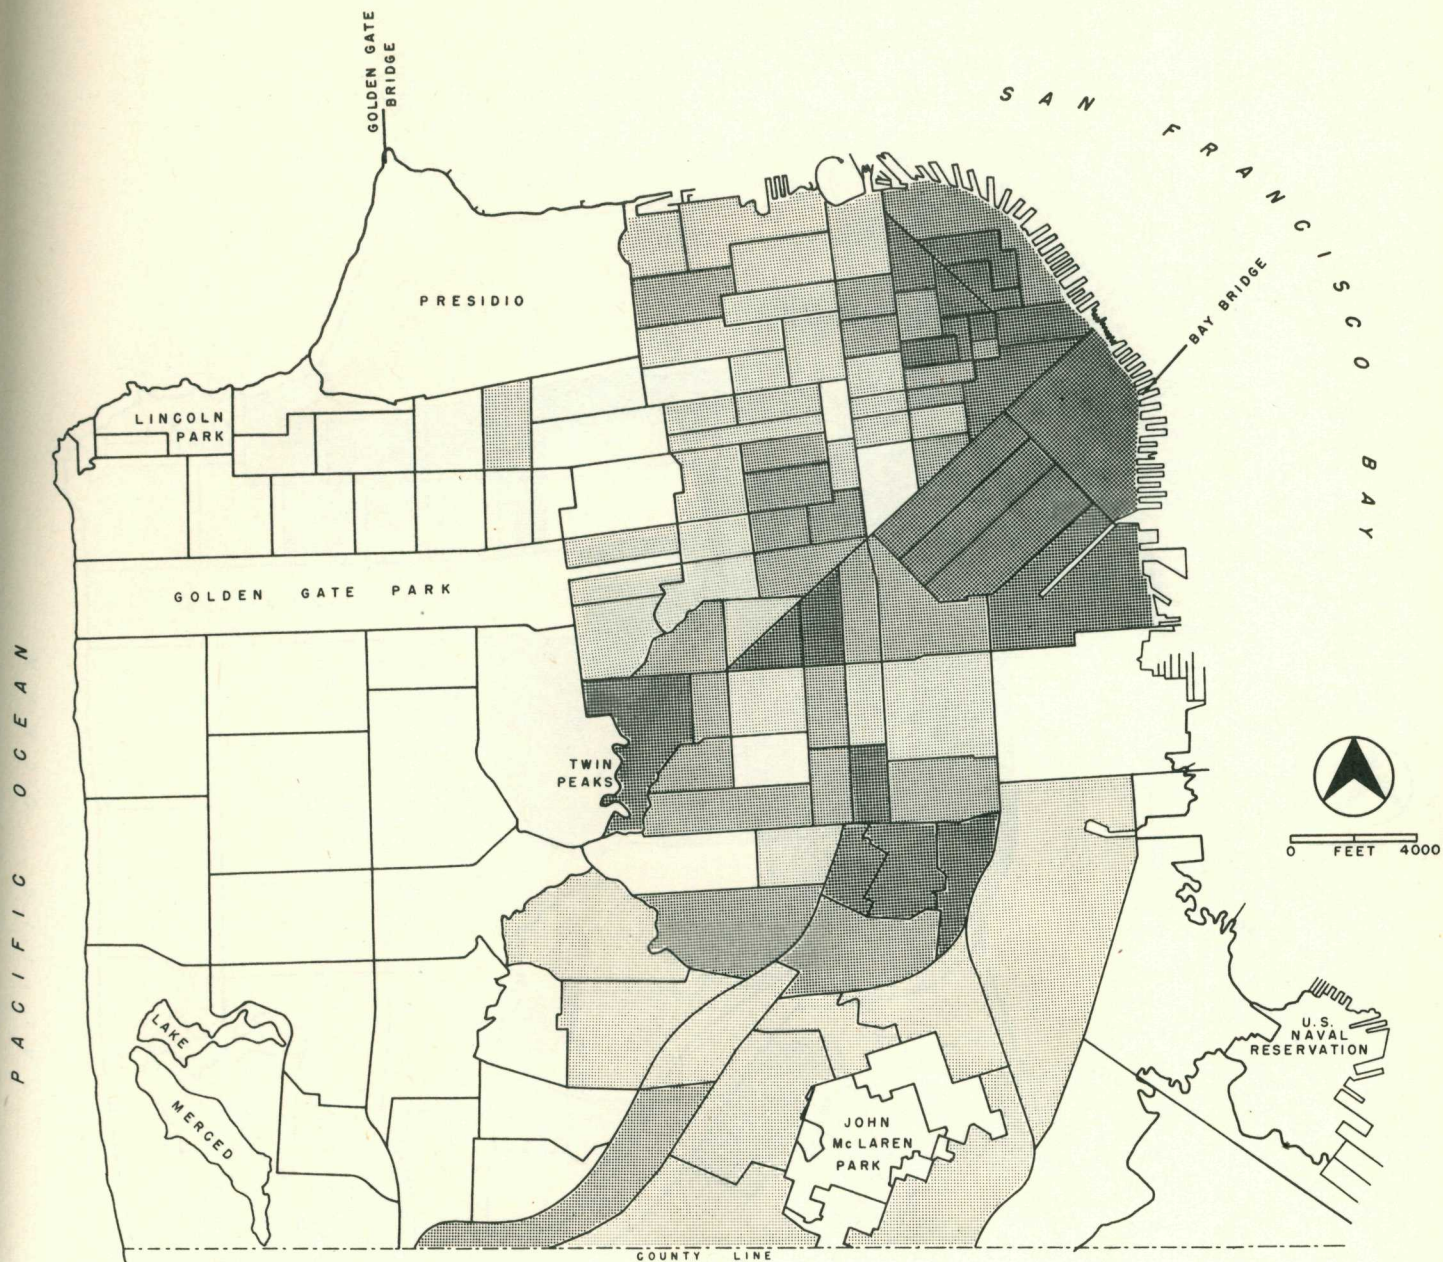 GOLDEN GATE
BRIDGE
SAN FRANCISCO BAY
BAY BRIDGE
PRESIDIO
LINCOLN
PARK
GOLDEN GATE PARK
PACIFIC OCEAN
TWIN
PEAKS
0 FEET 4000
LAKE
MERCED
U.S.
NAVAL
RESERVATION
JOHN
McLAREN
PARK
COUNTY LINE